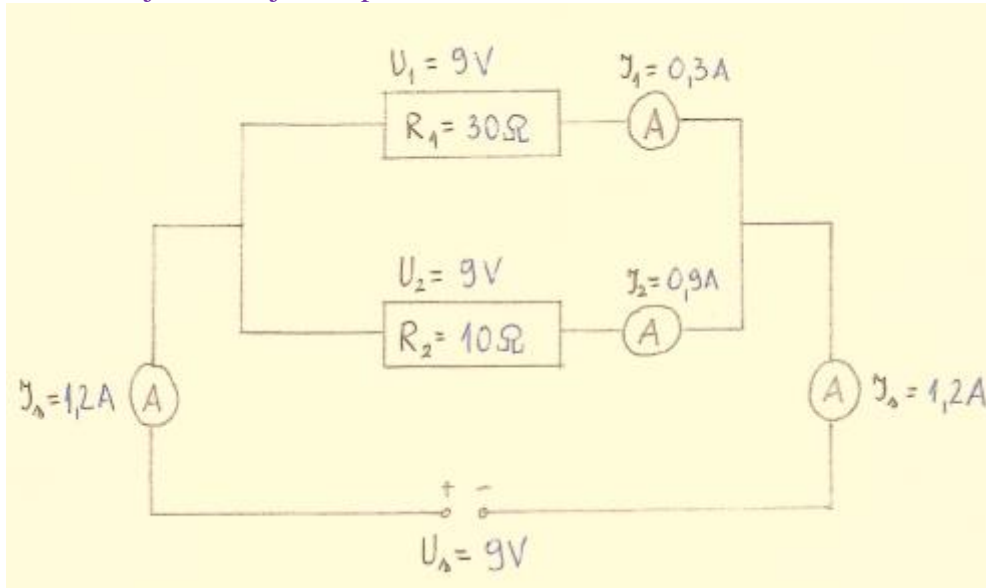 U₁ = 9V
I₁ = 0,3A
R₁ = 30Ω
A
U₂ = 9V
I₂ = 0,9A
R₂ = 10Ω
A
Iₛ = 1,2A
A
A
Iₛ = 1,2A
+ -
Uₛ = 9V